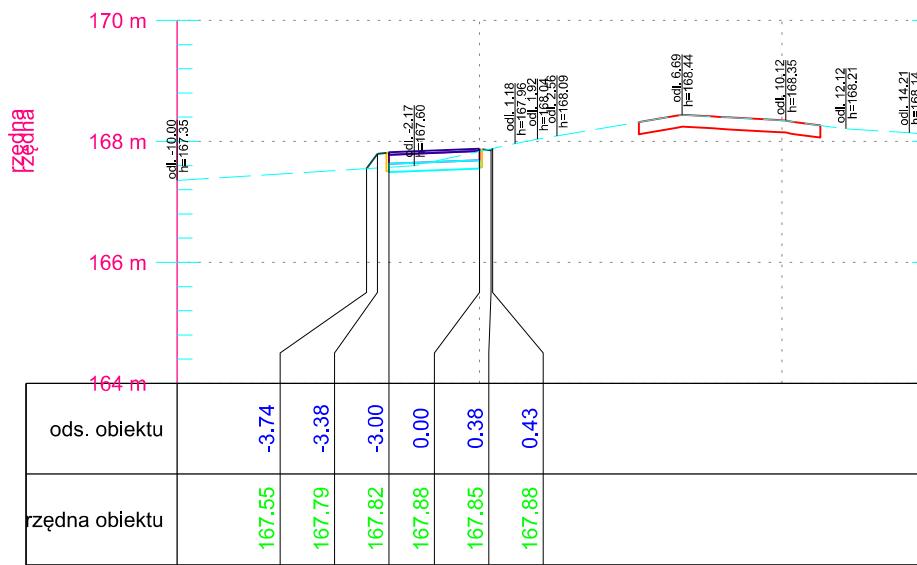 170 m
rzędna
rzędna
168 m
166 m
164 m
odl. -10.00
h=167.35
odl. -2.17
h=167.60
odl. 1.18
h=167.96
odl. 1.92
h=168.04
odl. 2.56
h=168.09
odl. 6.69
h=168.44
odl. 10.12
h=168.35
odl. 12.12
h=168.21
odl. 14.21
h=168.14
ods. obiektu -3.74 -3.38 -3.00 0.00 0.38 0.43
rzędna obiektu 167.55 167.79 167.82 167.88 167.85 167.88